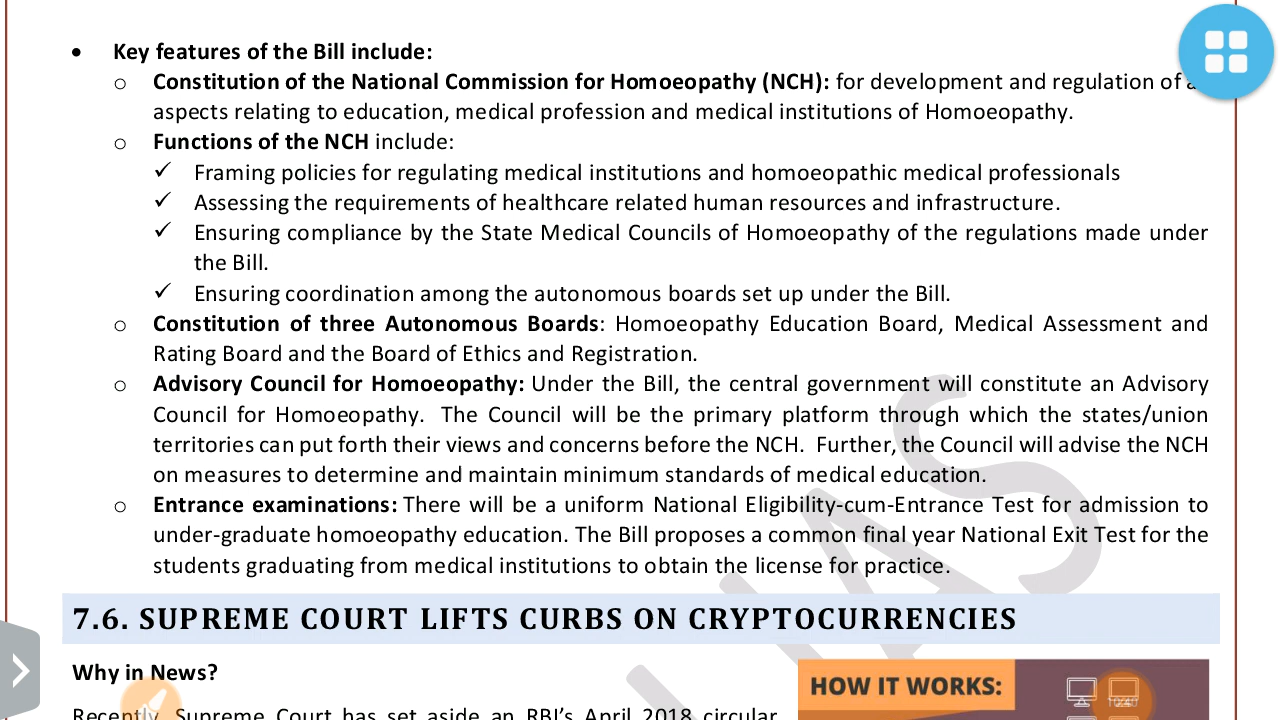 Key features of the Bill include:
Constitution of the National Commission for Homoeopathy (NCH): for development and regulation of
aspects relating to education, medical profession and medical institutions of Homoeopathy.
Functions of the NCH include:
Framing policies for regulating medical institutions and homoeopathic medical professionals
Assessing the requirements of healthcare related human resources and infrastructure.
Ensuring compliance by the State Medical Councils of Homoeopathy of the regulations made under
the Bill.
Ensuring coordination among the autonomous boards set up under the Bill.
Constitution of three Autonomous Boards: Homoeopathy Education Board, Medical Assessment and
Rating Board and the Board of Ethics and Registration.
Advisory Council for Homoeopathy: Under the Bill, the central government will constitute an Advisory
Council for Homoeopathy. The Council will be the primary platform through which the states/union
territories can put forth their views and concerns before the NCH. Further, the Council will advise the NCH
on measures to determine and maintain minimum standards of medical education.
Entrance examinations: There will be a uniform National Eligibility-cum-Entrance Test for admission to
under-graduate homoeopathy education. The Bill proposes a common final year National Exit Test for the
students graduating from medical institutions to obtain the license for practice.
7.6. SUPREME COURT LIFTS CURBS ON CRYPTOCURRENCIES
Why in News?
HOW IT WORKS:
Recently, Supreme Court has set aside an RBI's April 2018 circular
IAS